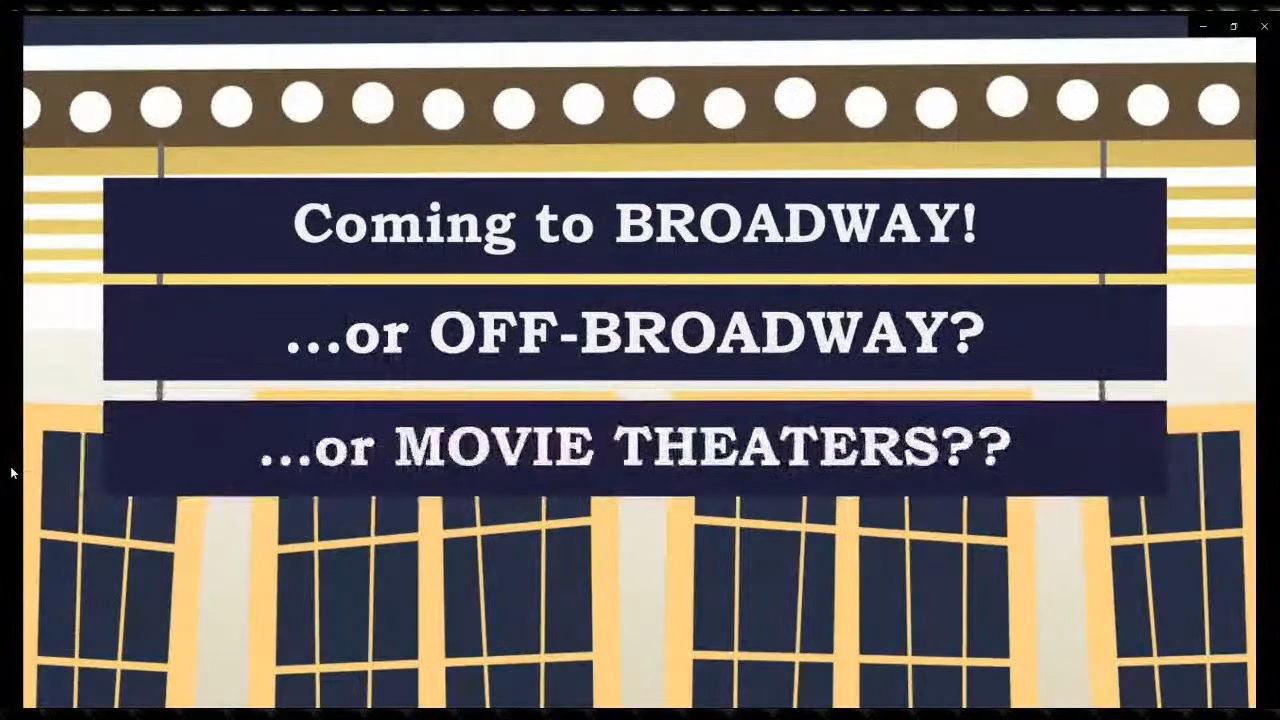 Coming to BROADWAY!
...or OFF-BROADWAY?
...or MOVIE THEATERS??